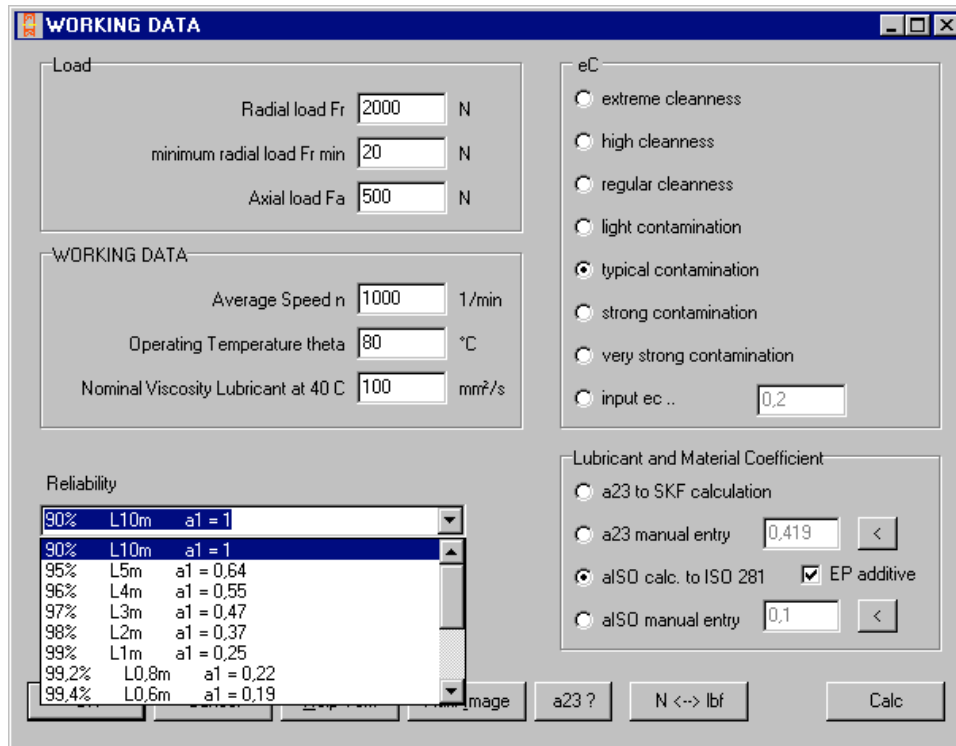 WORKING DATA
Load
Radial load Fr 2000 N
minimum radial load Fr min 20 N
Axial load Fa 500 N
WORKING DATA
Average Speed n 1000 1/min
Operating Temperature theta 80 °C
Nominal Viscosity Lubricant at 40 C 100 mm²/s
Reliability
90% L10m a1 = 1
90% L10m a1 = 1
95% L5m a1 = 0,64
96% L4m a1 = 0,55
97% L3m a1 = 0,47
98% L2m a1 = 0,37
99% L1m a1 = 0,25
99,2% L0,8m a1 = 0,22
99,4% L0,6m a1 = 0,19
eC
extreme cleanness
high cleanness
regular cleanness
light contamination
typical contamination
strong contamination
very strong contamination
input ec .. 0,2
Lubricant and Material Coefficient
a23 to SKF calculation
a23 manual entry 0,419 <
aISO calc. to ISO 281 EP additive
aISO manual entry 0,1 <
a23 ? N <--> lbf Calc